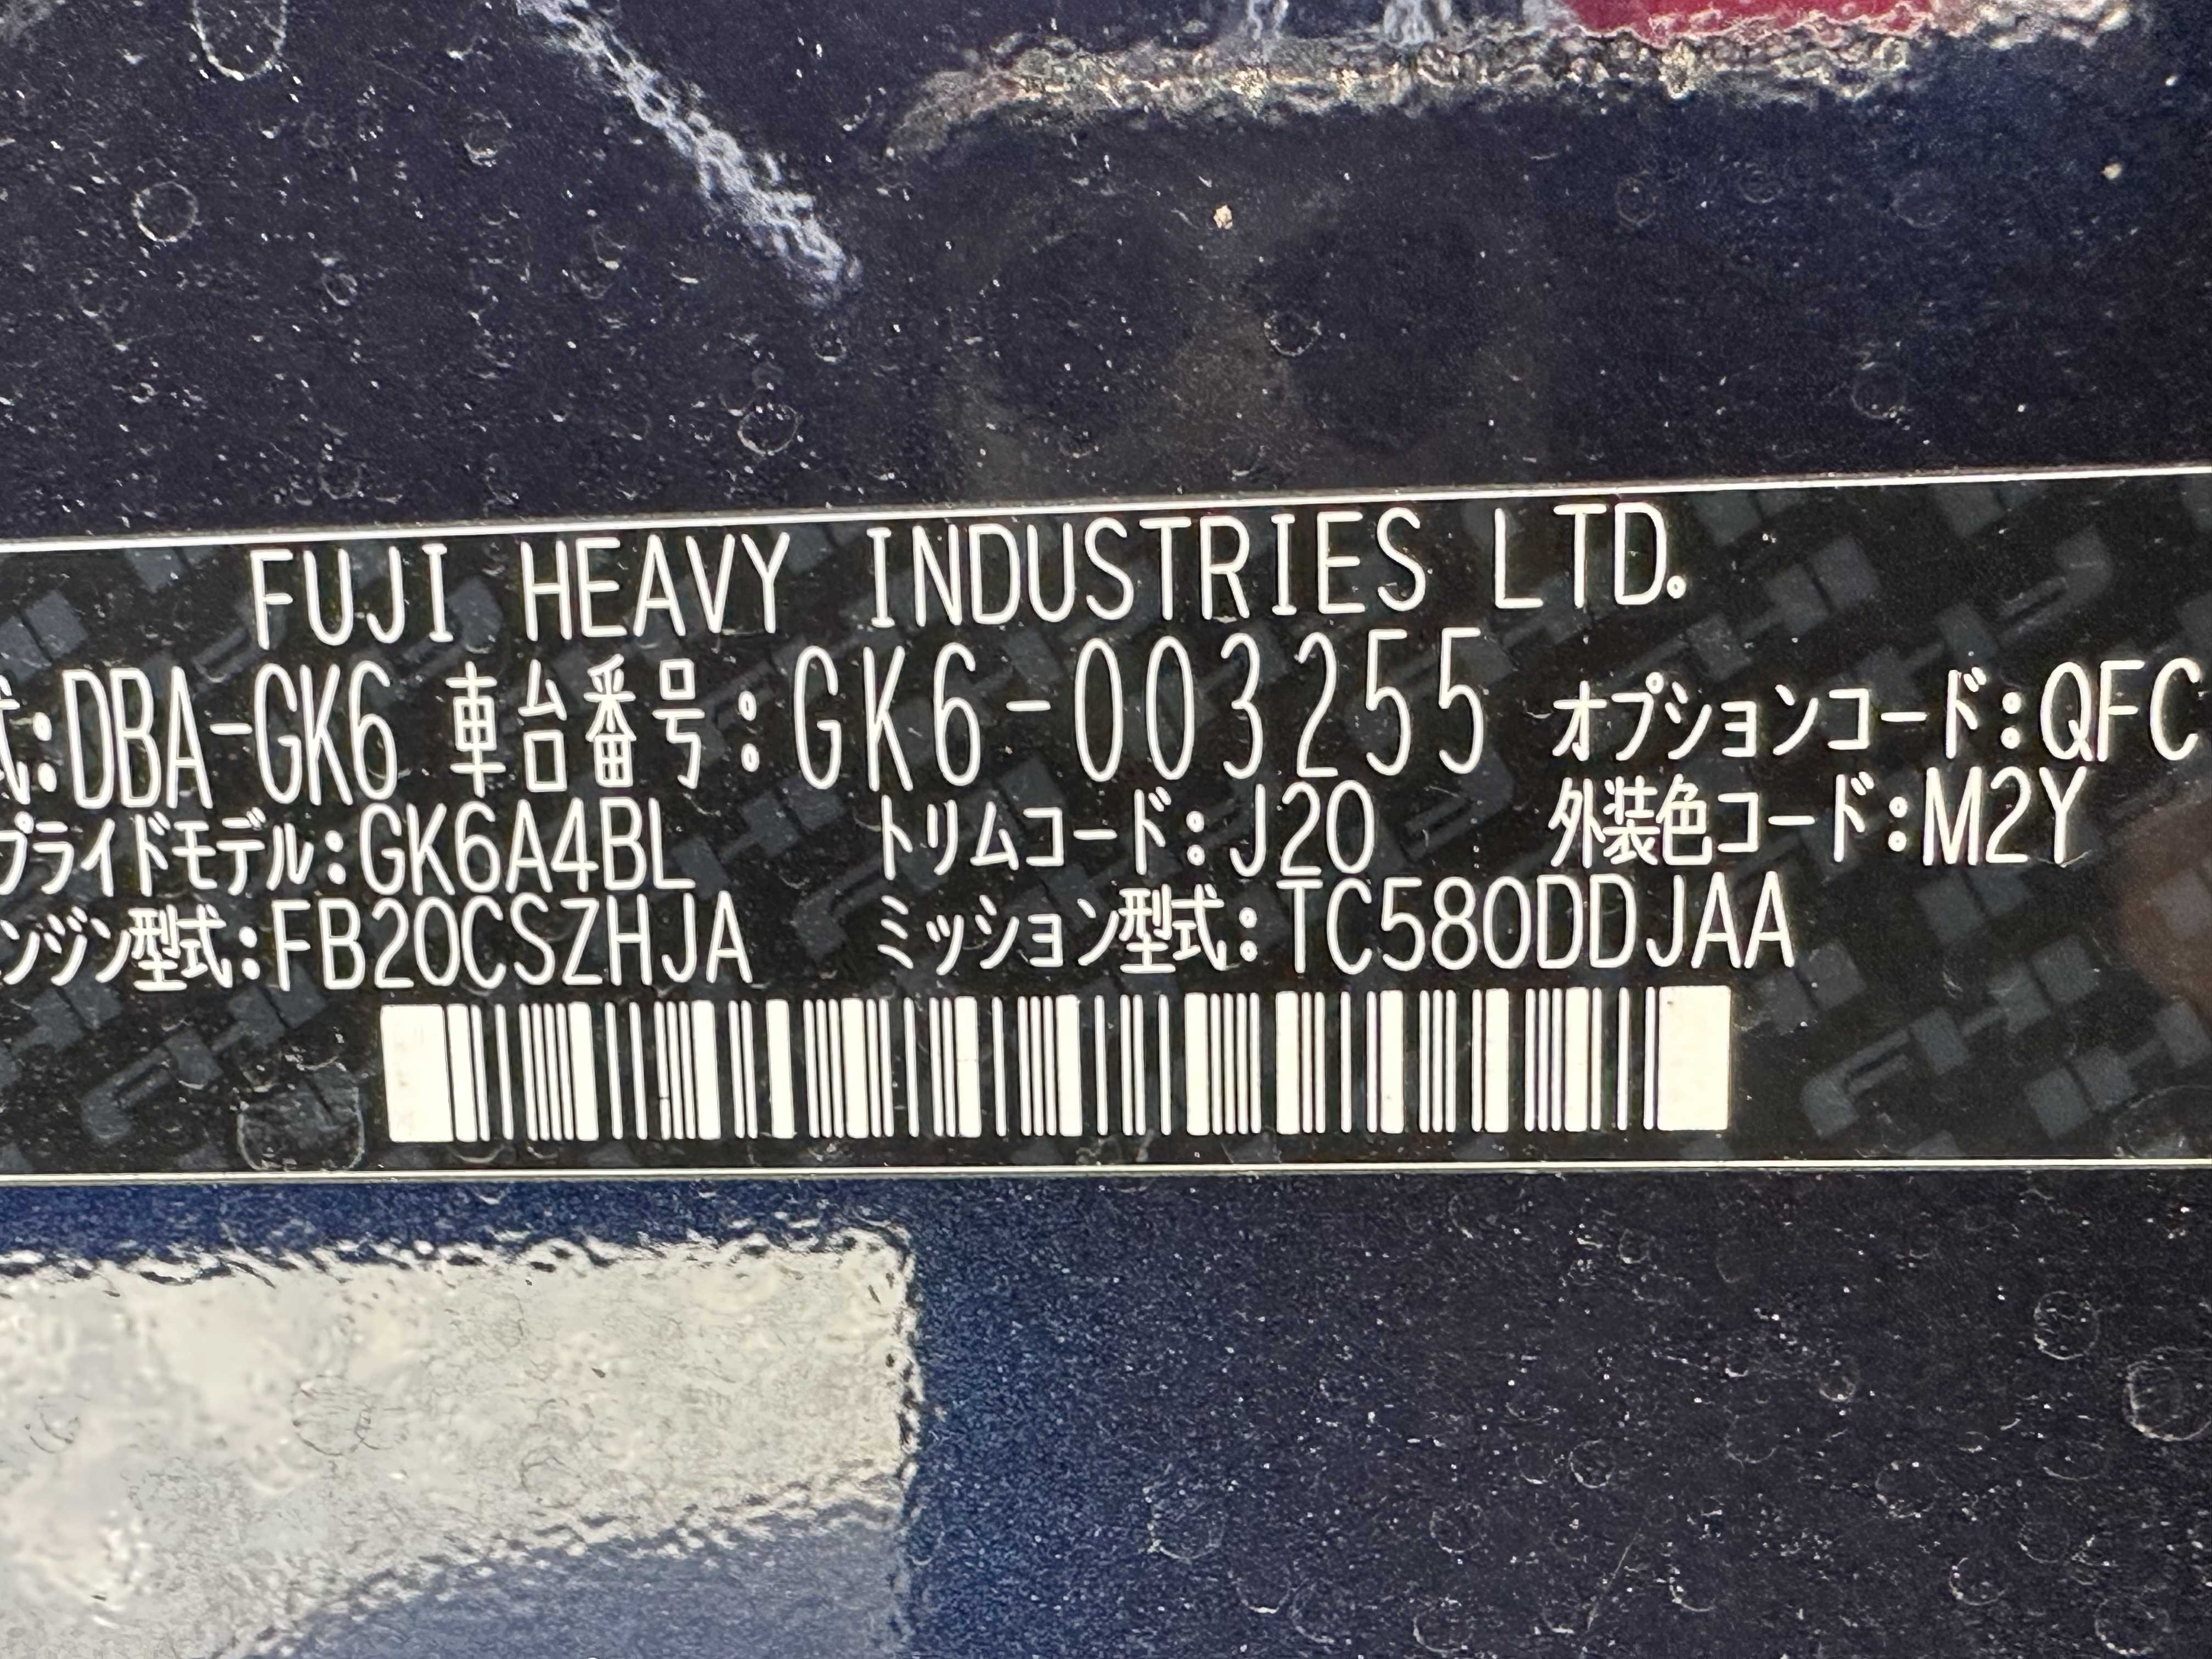 FUJI HEAVY INDUSTRIES LTD.
式:DBA-GK6 車台番号:GK6-003255 オプションコード:QFC
プライドモデル:GK6A4BL トリムコード:J20 外装色コード:M2Y
ンジン型式:FB20CSZHJA ミッション型式:TC580DDJAA